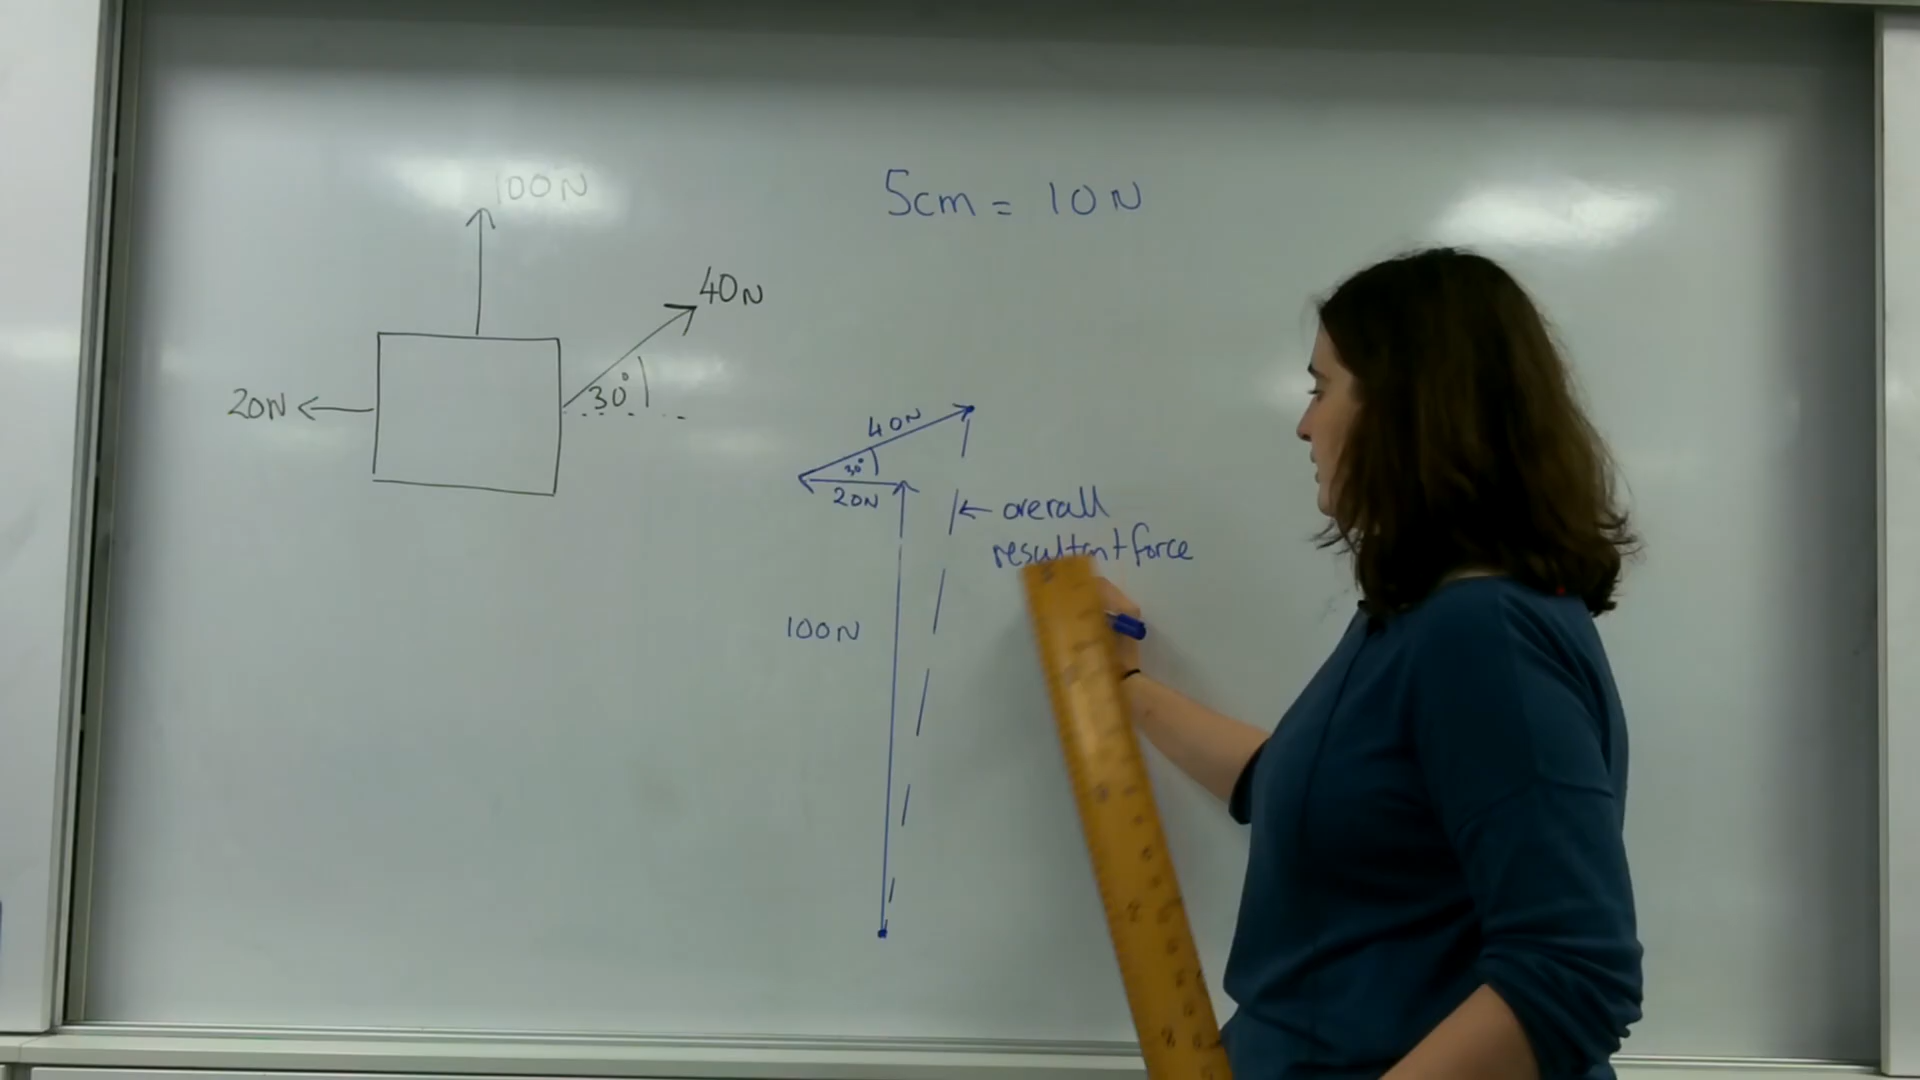 100N
5cm = 10N
40N
30°
20N
40N
30°
20N
← overall
resultant force
100N